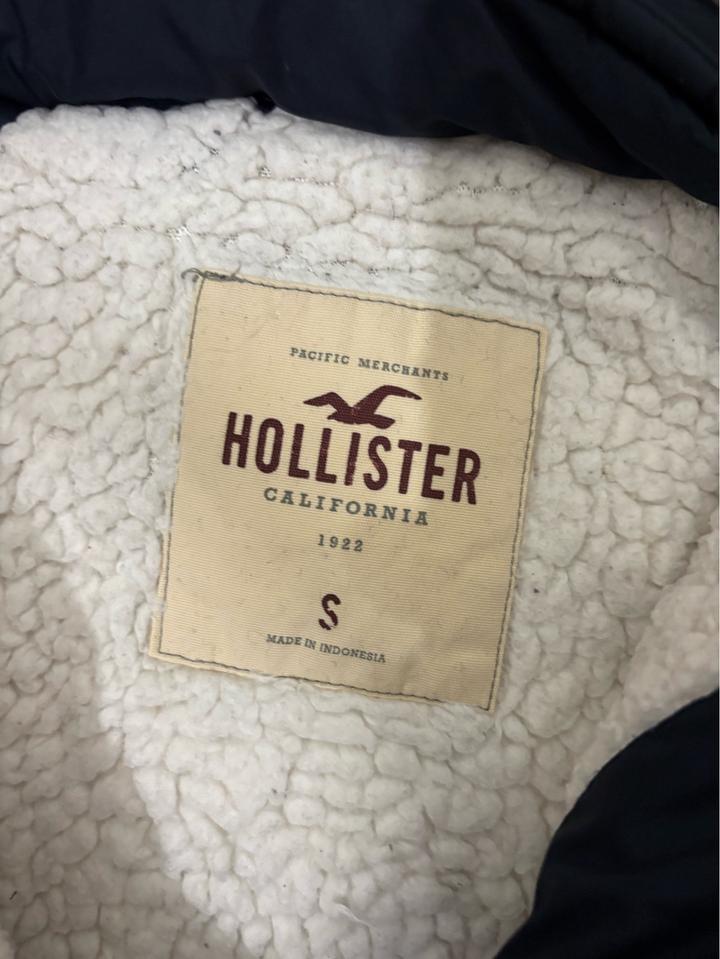 PACIFIC MERCHANTS
HOLLISTER
CALIFORNIA
1922
S
MADE IN INDONESIA